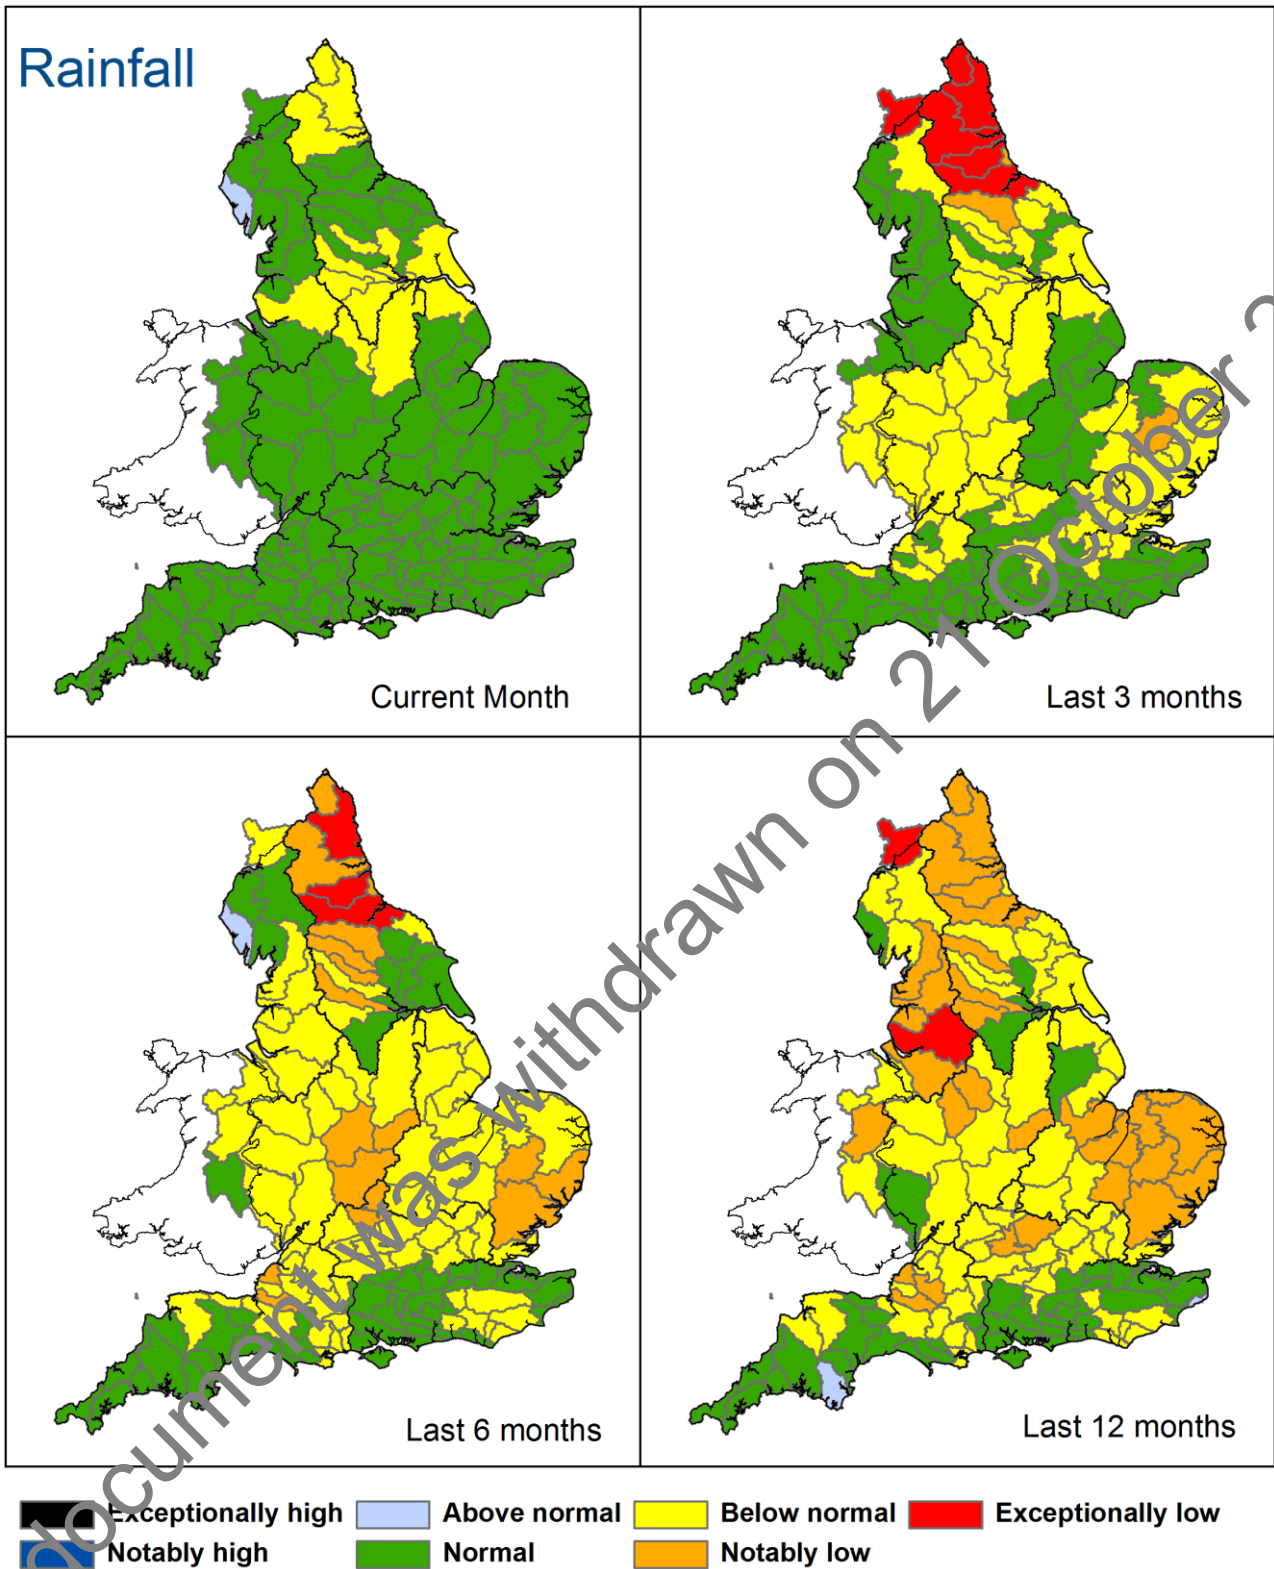 Rainfall
Current Month
Last 3 months
Last 6 months
Last 12 months
document was withdrawn on 21 October
Exceptionally high
Above normal
Below normal
Exceptionally low
Notably high
Normal
Notably low